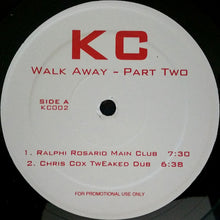 KC
WALK AWAY - PART TWO
SIDE A
KC002
1. RALPHI ROSARIO MAIN CLUB 7:30
2. CHRIS COX TWEAKED DUB 6:38
FOR PROMOTIONAL USE ONLY